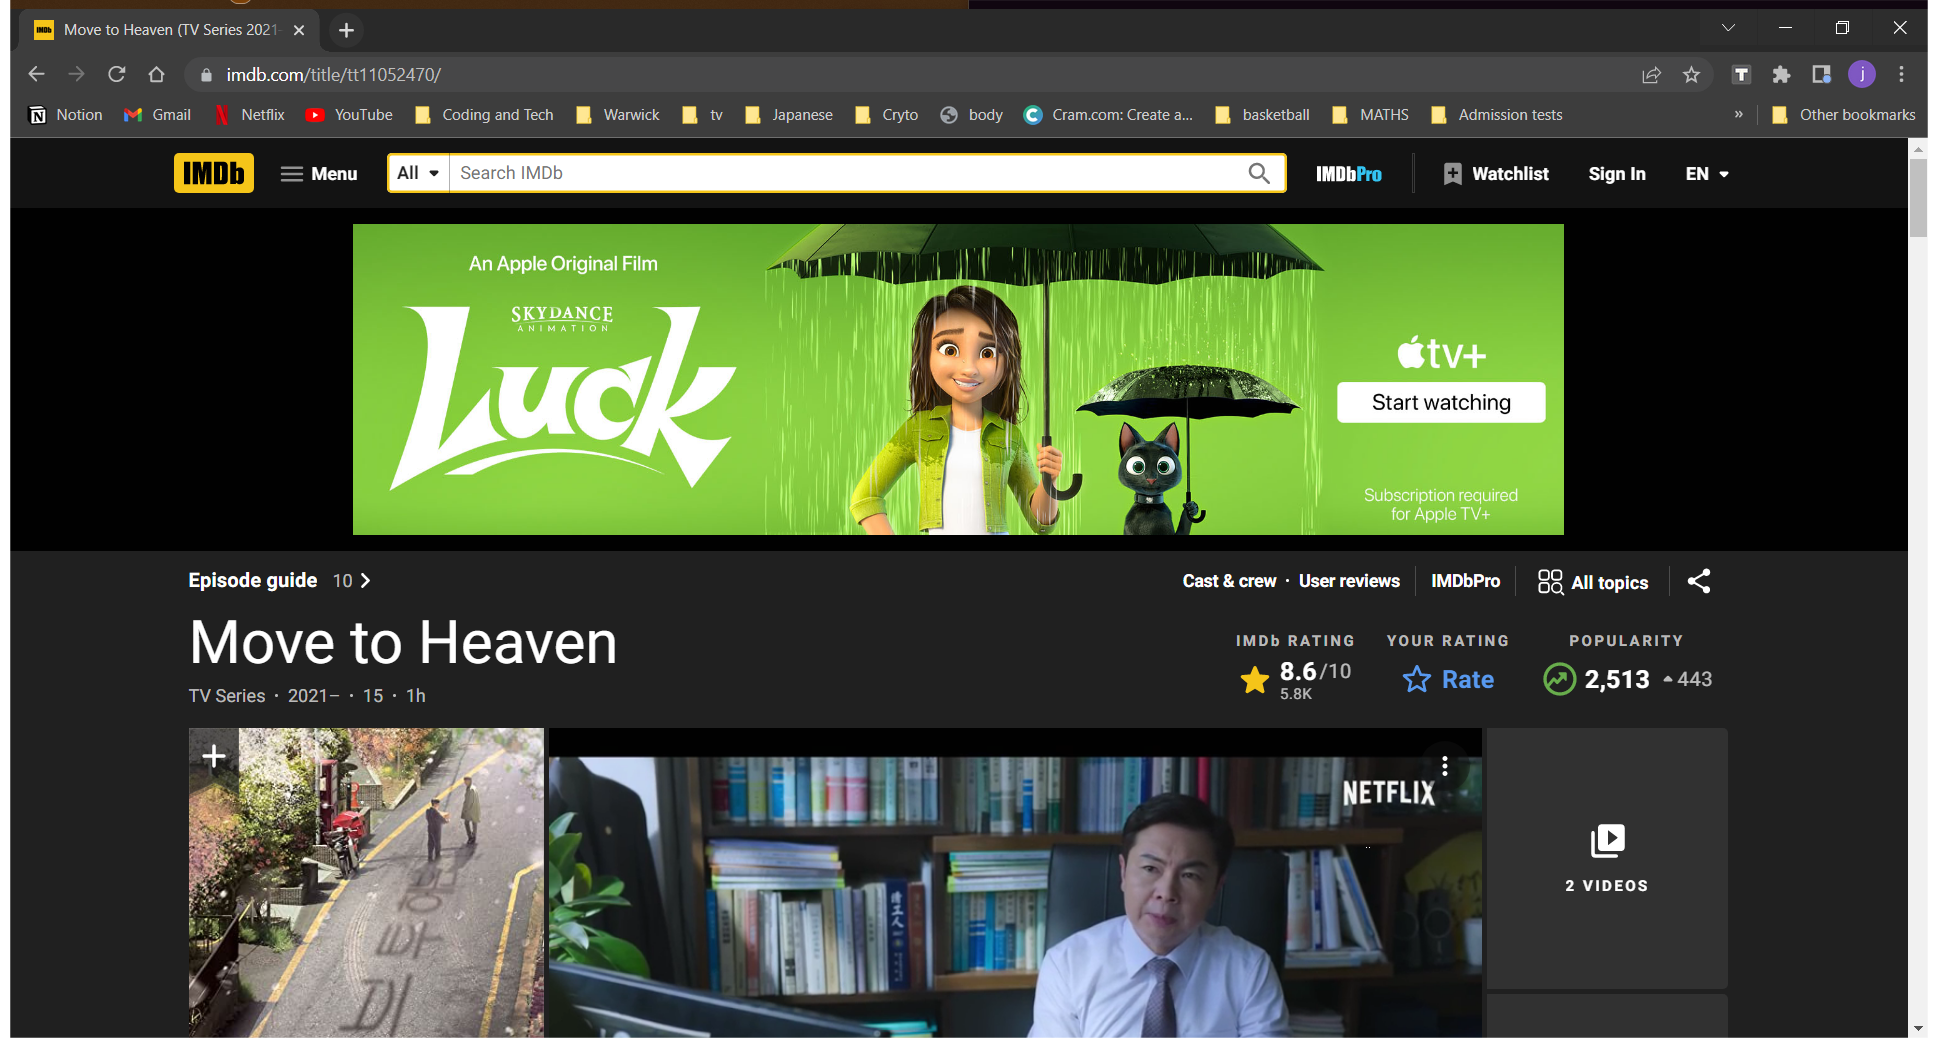 IMDb Move to Heaven (TV Series 2021-
imdb.com/title/tt11052470/
T
j
Notion Gmail Netflix YouTube Coding and Tech Warwick tv Japanese Cryto body Cram.com: Create a... basketball MATHS Admission tests » Other bookmarks
IMDb Menu All Search IMDb IMDbPro Watchlist Sign In EN
An Apple Original Film
SKYDANCE
ANIMATION
Luck
tv+
Start watching
Subscription required
for Apple TV+
Episode guide 10 Cast & crew · User reviews IMDbPro All topics
Move to Heaven
IMDb RATING YOUR RATING POPULARITY
8.6/10 Rate 2,513 443
5.8K
TV Series · 2021– · 15 · 1h
NETFLIX
2 VIDEOS